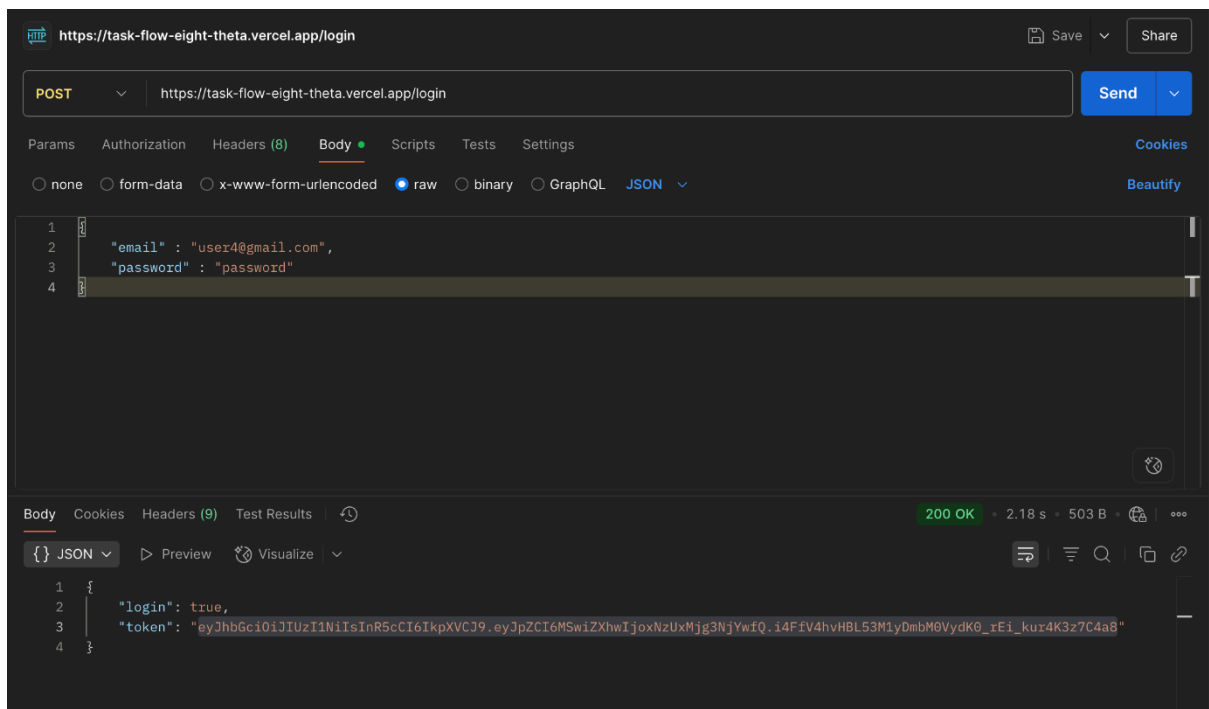 HTTP https://task-flow-eight-theta.vercel.app/login Save Share
POST https://task-flow-eight-theta.vercel.app/login Send
Params Authorization Headers (8) Body Scripts Tests Settings Cookies
none form-data x-www-form-urlencoded raw binary GraphQL JSON Beautify
1 {
2 "email" : "user4@gmail.com",
3 "password" : "password"
4 }
Body Cookies Headers (9) Test Results 200 OK 2.18 s 503 B
{} JSON Preview Visualize
1 {
2 "login": true,
3 "token": "eyJhbGciOiJIUzI1NiIsInR5cCI6IkpXVCJ9.eyJpZCI6MSwiZXhwIjoxNzUxMjg3NjYwfQ.i4FfV4hvHBL53M1yDmbM0VydK0_rEi_kur4K3z7C4a8"
4 }